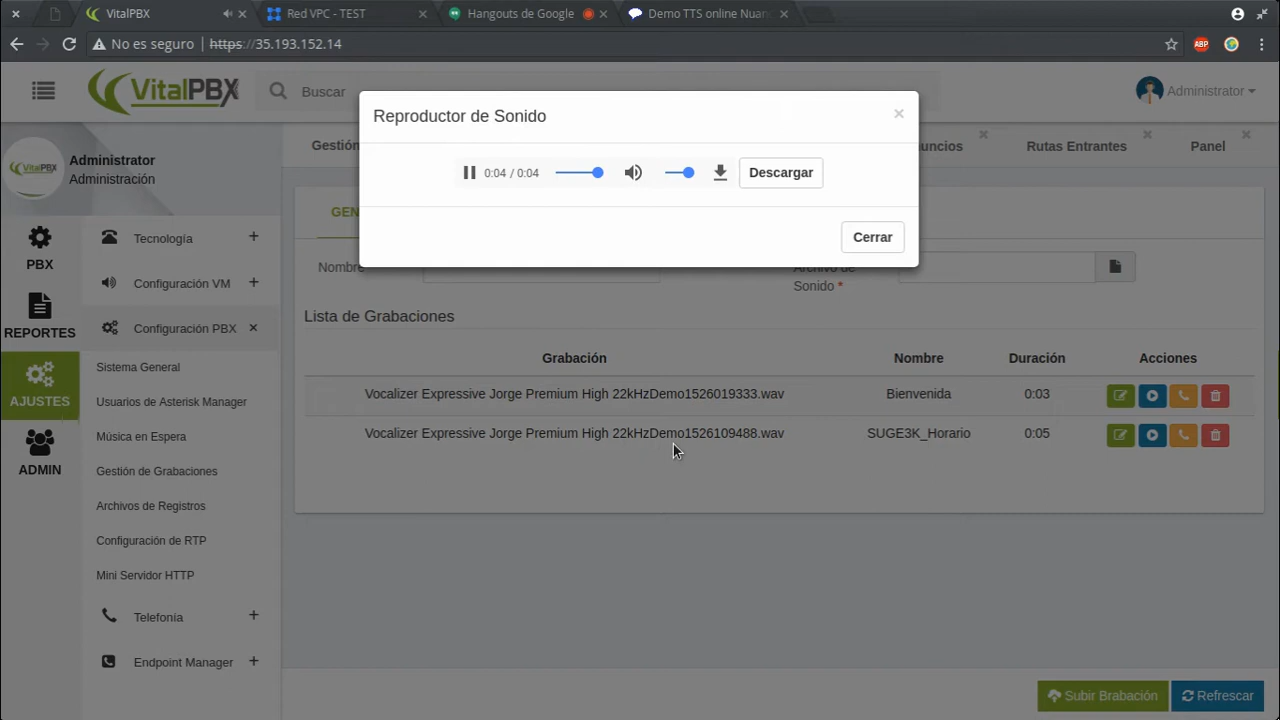 VitalPBX
Red VPC - TEST
Hangouts de Google
Demo TTS online Nuan
No es seguro
https://35.193.152.14
ABP
VitalPBX
Buscar
Administrator
Reproductor de Sonido
0:04 / 0:04
Descargar
Cerrar
Administrator
Administración
Gestión
nuncios
Rutas Entrantes
Panel
PBX
REPORTES
AJUSTES
ADMIN
Tecnología
Configuración VM
Configuración PBX
Sistema General
Usuarios de Asterisk Manager
Música en Espera
Gestión de Grabaciones
Archivos de Registros
Configuración de RTP
Mini Servidor HTTP
Telefonía
Endpoint Manager
GEN
Nombre
Archivo de
Sonido *
Lista de Grabaciones
Grabación Nombre Duración Acciones
Vocalizer Expressive Jorge Premium High 22kHzDemo1526019333.wav Bienvenida 0:03
Vocalizer Expressive Jorge Premium High 22kHzDemo1526109488.wav SUGE3K_Horario 0:05
Subir Brabación
Refrescar